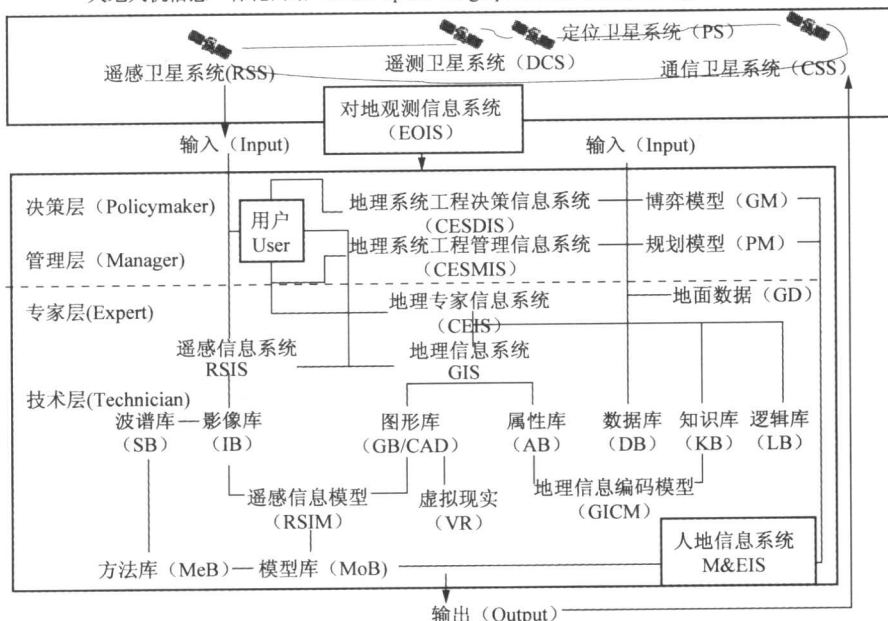 定位卫星系统（PS）
遥感卫星系统(RSS)
遥测卫星系统（DCS）
通信卫星系统（CSS）
对地观测信息系统
（EOIS）
输入（Input)
输入（Input）
决策层（Policymaker)
用户
User
地理系统工程决策信息系统
(CESDIS)
博弈模型（GM）
管理层（Manager)
地理系统工程管理信息系统
(CESMIS)
规划模型（PM）
专家层(Expert)
地理专家信息系统
(CEIS)
地面数据（GD）
遥感信息系统
RSIS
地理信息系统
GIS
技术层(Technician)
波谱库
(SB)
影像库
(IB)
图形库
(GB/CAD)
属性库
(AB)
数据库
(DB)
知识库
(KB)
逻辑库
(LB)
遥感信息模型
（RSIM）
虚拟现实
（VR）
地理信息编码模型
（GICM）
人地信息系统
M&EIS
方法库（MeB）
模型库（MoB)
输出（Output）